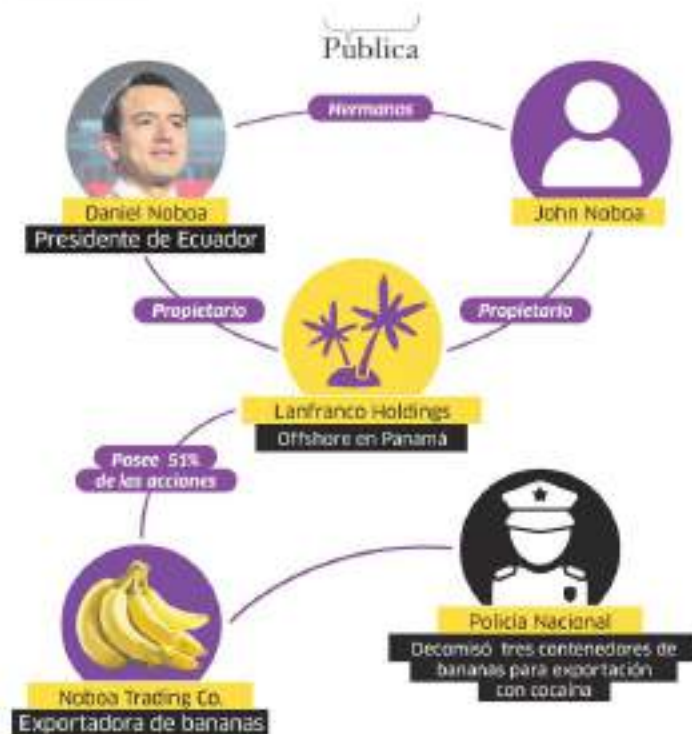 Pública
Hermanos
Daniel Noboa
Presidente de Ecuador
John Noboa
Propietario
Propietario
Lanfranco Holdings
Offshore en Panamá
Posee 51%
de las acciones
Policía Nacional
Decomisó tres contenedores de
bananas para exportación
con cocaína
Noboa Trading Co.
Exportadora de bananas